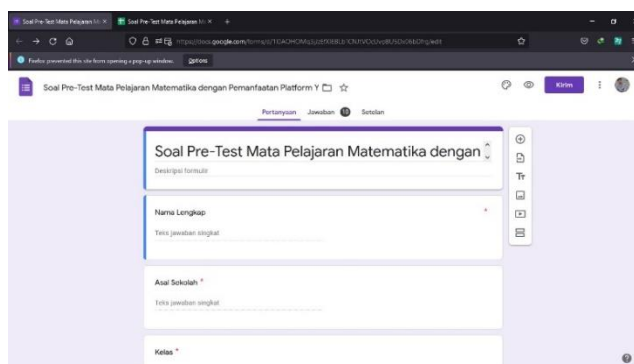 Soal Pre-Test Mata Pelajaran M
Soal Pre-Test Mata Pelajaran M
Firefox prevented this site from opening a pop-up window.
Options
Soal Pre-Test Mata Pelajaran Matematika dengan Pemanfaatan Platform Y
Kirim
Pertanyaan Jawaban Setelan
Soal Pre-Test Mata Pelajaran Matematika dengan
Deskripsi formulir
Nama Lengkap *
Teks jawaban singkat
Asal Sekolah *
Teks jawaban singkat
Kelas *